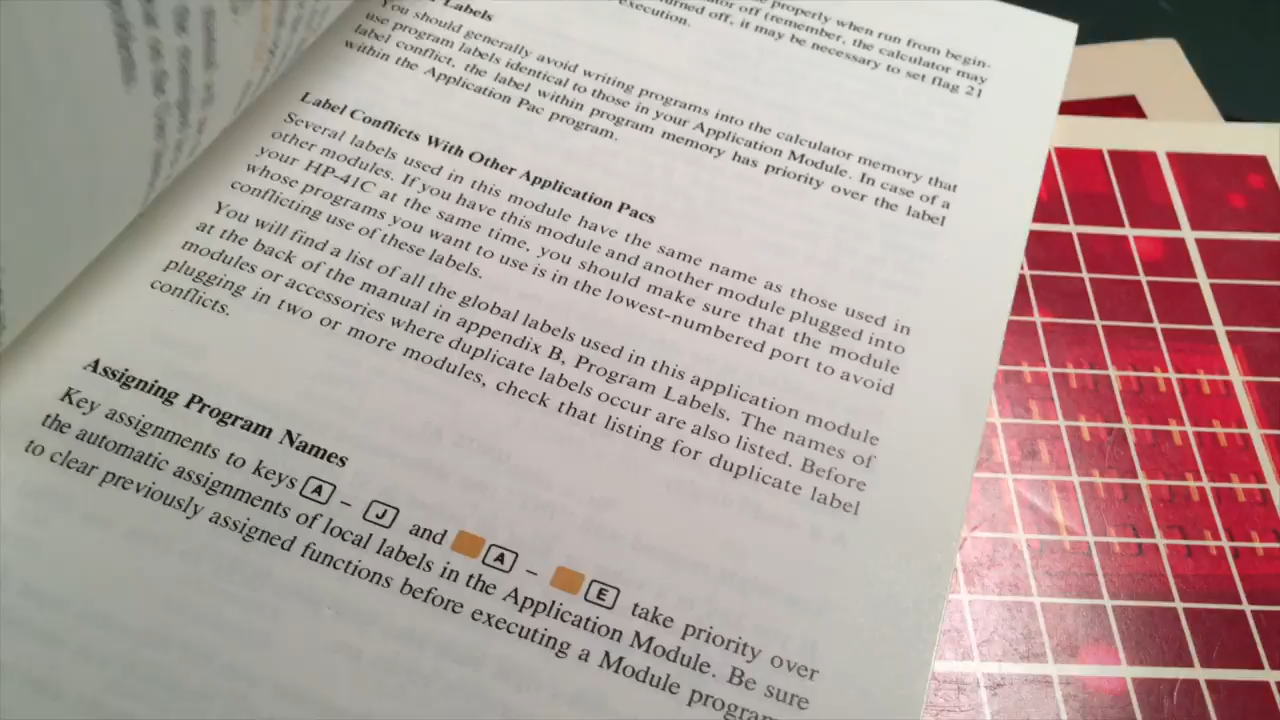 properly when run from begin-
ator off (remember, the calculator may
turned off, it may be necessary to set flag 21
execution.
Labels
You should generally avoid writing programs into the calculator memory that
use program labels identical to those in your Application Module. In case of a
label conflict, the label within program memory has priority over the label
within the Application Pac program.
Label Conflicts With Other Application Pacs
Several labels used in this module have the same name as those used in
other modules. If you have this module and another module plugged into
your HP-41C at the same time, you should make sure that the module
whose programs you want to use is in the lowest-numbered port to avoid
conflicting use of these labels.
You will find a list of all the global labels used in this application module
at the back of the manual in appendix B, Program Labels. The names of
modules or accessories where duplicate labels occur are also listed. Before
plugging in two or more modules, check that listing for duplicate label
conflicts.
Assigning Program Names
Key assignments to keys A – J and A – E take priority over
the automatic assignments of local labels in the Application Module. Be sure
to clear previously assigned functions before executing a Module program